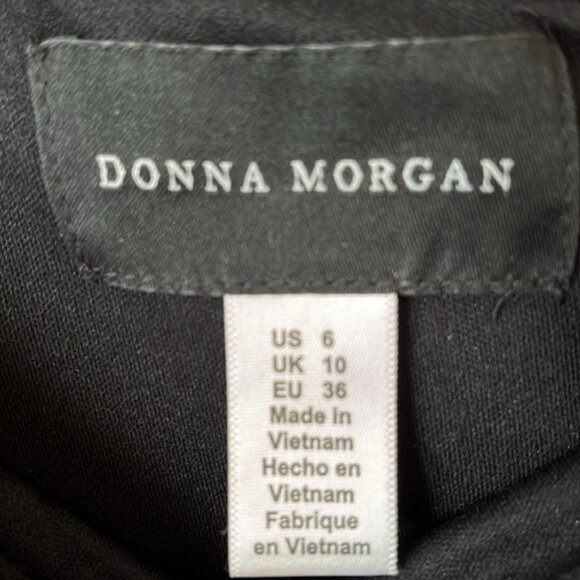 DONNA MORGAN
US 6
UK 10
EU 36
Made in
Vietnam
Hecho en
Vietnam
Fabrique
en Vietnam